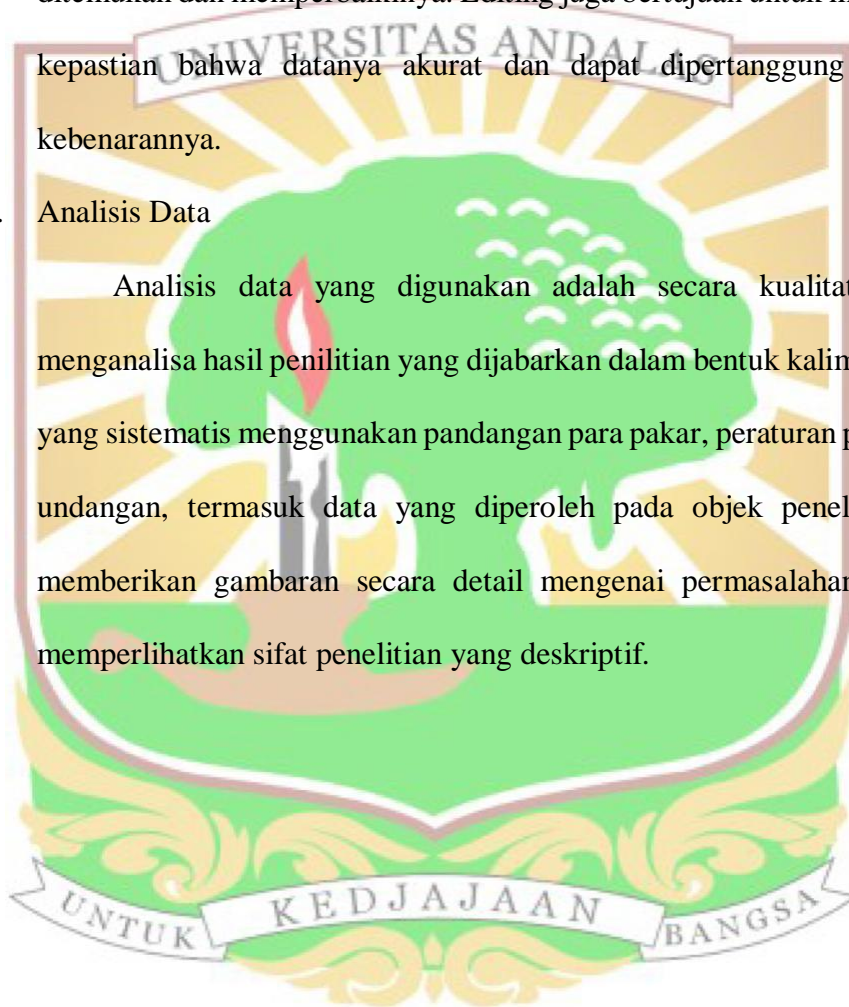 ditemukan dan memperbaikinya. Editing juga bertujuan untuk
UNIVERSITAS ANDALAS
kepastian bahwa datanya akurat dan dapat dipertanggung
kebenarannya.
. Analisis Data
Analisis data yang digunakan adalah secara
menganalisa hasil penilitian yang dijabarkan dalam bentuk
yang sistematis menggunakan pandangan para pakar, peraturan
undangan, termasuk data yang diperoleh pada objek
memberikan gambaran secara detail mengenai permasalahan
memperlihatkan sifat penelitian yang deskriptif.
UNTUK KEDJAJAAN BANGSA